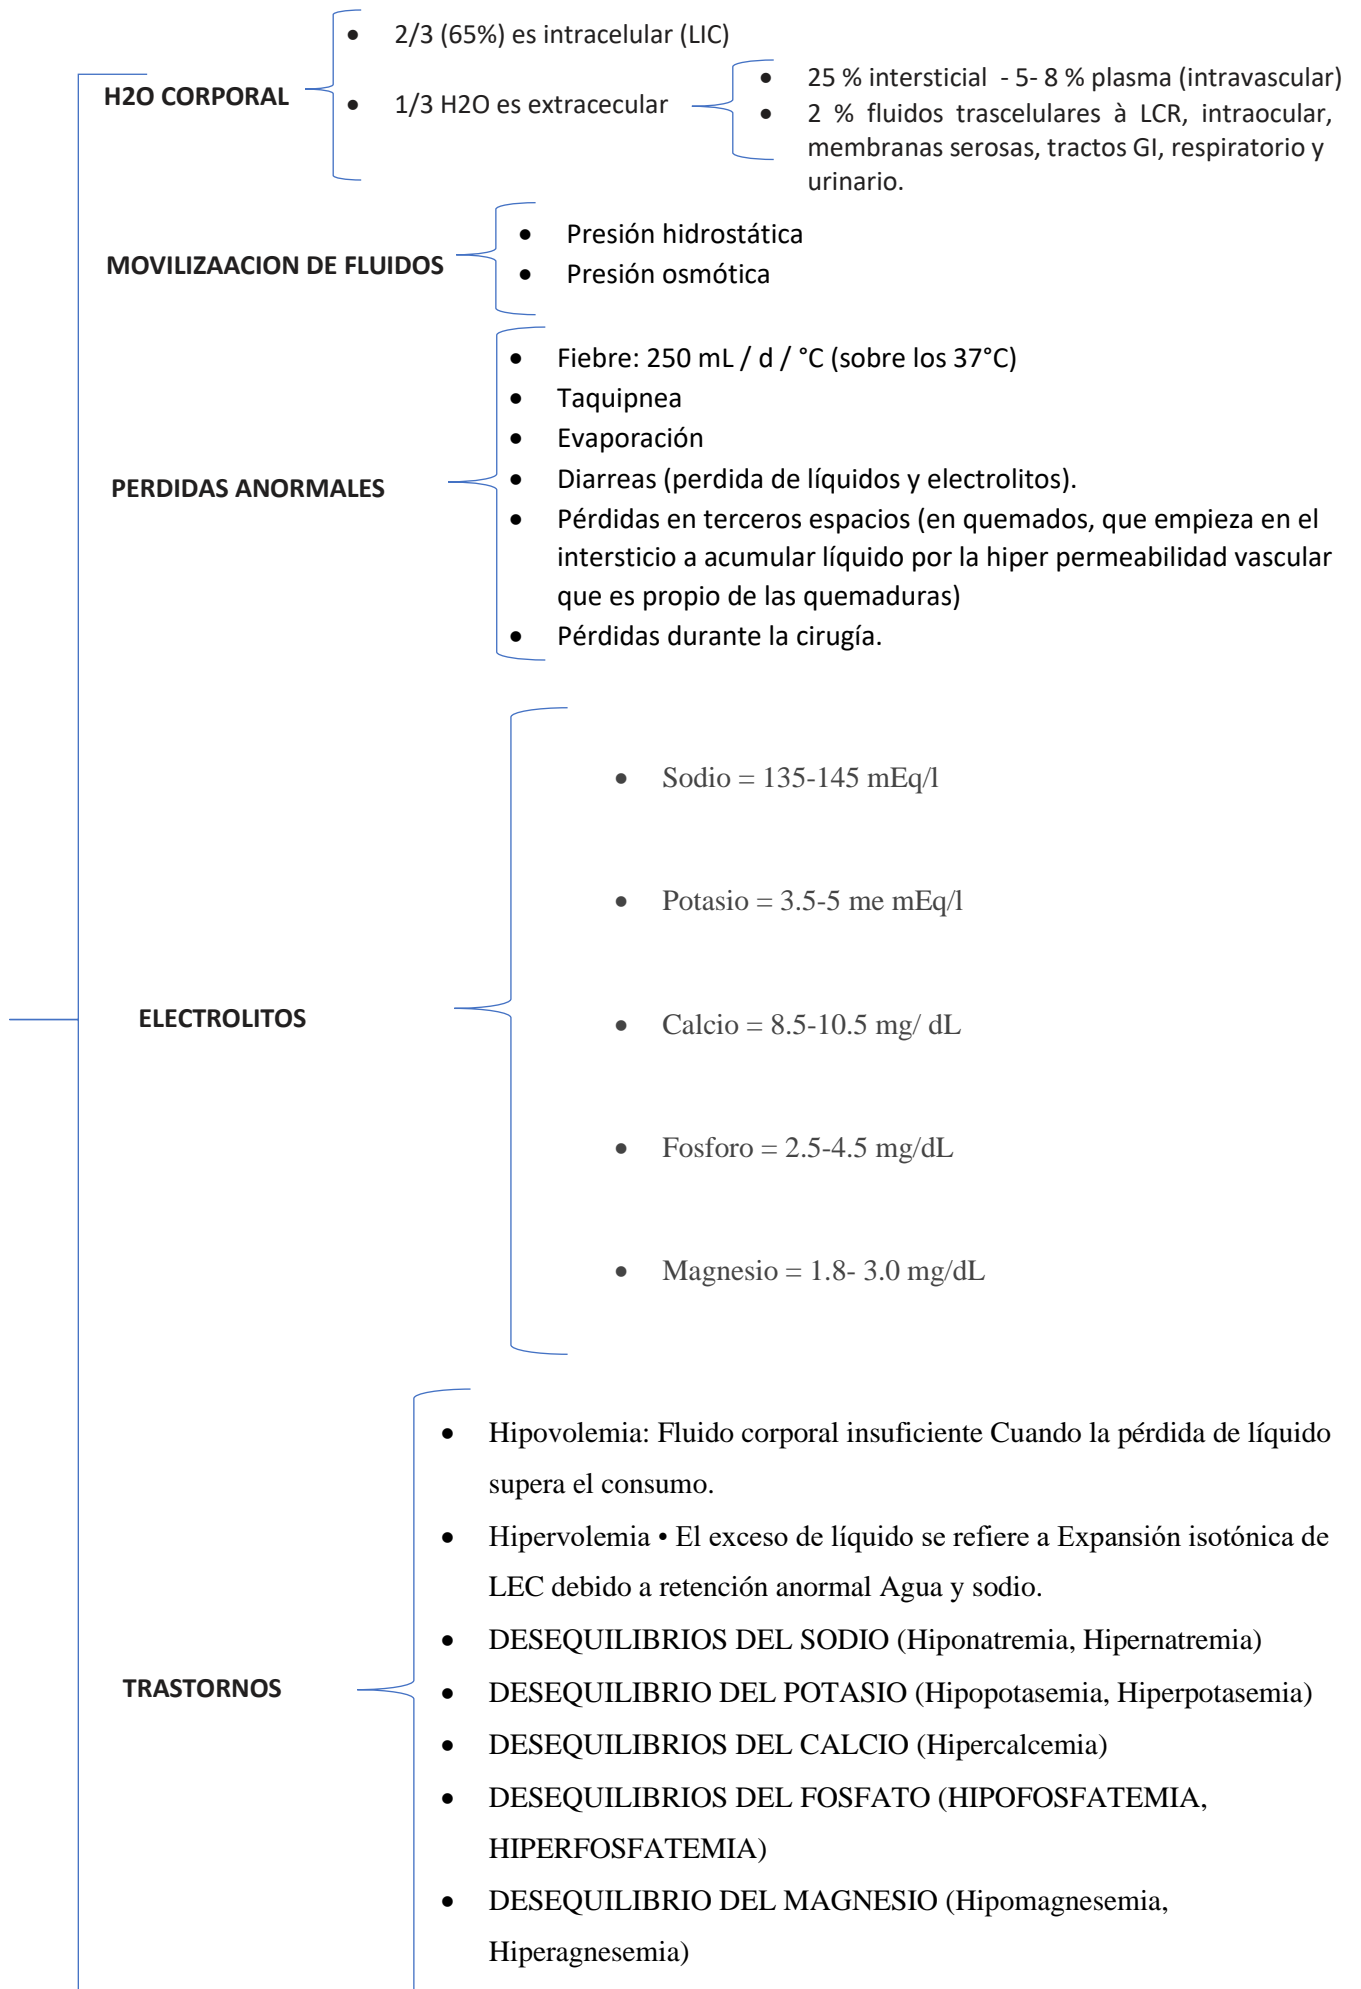 H2O CORPORAL
• 2/3 (65%) es intracelular (LIC)
• 1/3 H2O es extracecular
• 25 % intersticial - 5- 8 % plasma (intravascular)
• 2 % fluidos trascelulares à LCR, intraocular,
membranas serosas, tractos GI, respiratorio y
urinario.
MOVILIZAACION DE FLUIDOS
• Presión hidrostática
• Presión osmótica
PERDIDAS ANORMALES
• Fiebre: 250 mL / d / °C (sobre los 37°C)
• Taquipnea
• Evaporación
• Diarreas (perdida de líquidos y electrolitos).
• Pérdidas en terceros espacios (en quemados, que empieza en el
intersticio a acumular líquido por la hiper permeabilidad vascular
que es propio de las quemaduras)
• Pérdidas durante la cirugía.
ELECTROLITOS
• Sodio = 135-145 mEq/l
• Potasio = 3.5-5 me mEq/l
• Calcio = 8.5-10.5 mg/ dL
• Fosforo = 2.5-4.5 mg/dL
• Magnesio = 1.8- 3.0 mg/dL
TRASTORNOS
• Hipovolemia: Fluido corporal insuficiente Cuando la pérdida de líquido
supera el consumo.
• Hipervolemia • El exceso de líquido se refiere a Expansión isotónica de
LEC debido a retención anormal Agua y sodio.
• DESEQUILIBRIOS DEL SODIO (Hiponatremia, Hipernatremia)
• DESEQUILIBRIO DEL POTASIO (Hipopotasemia, Hiperpotasemia)
• DESEQUILIBRIOS DEL CALCIO (Hipercalcemia)
• DESEQUILIBRIOS DEL FOSFATO (HIPOFOSFATEMIA,
HIPERFOSFATEMIA)
• DESEQUILIBRIO DEL MAGNESIO (Hipomagnesemia,
Hiperagnesemia)